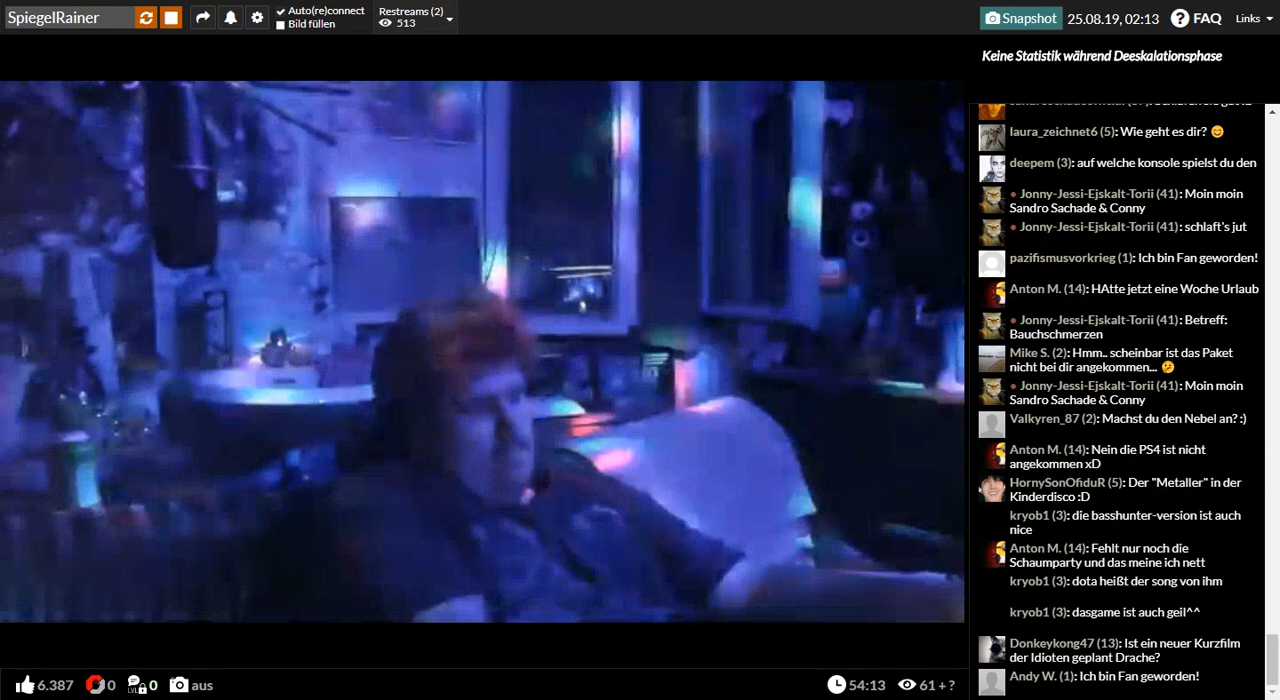 SpiegelRainer
Auto(re)connect
Bild füllen
Restreams (2)
513
Snapshot
25.08.19, 02:13
FAQ
Links
Keine Statistik während Deeskalationsphase
laura_zeichnet6 (5): Wie geht es dir? 😊
deepem (3): auf welche konsole spielst du den
Jonny-Jessi-Ejskalt-Torii (41): Moin moin
Sandro Sachade & Conny
Jonny-Jessi-Ejskalt-Torii (41): schlaft's jut
pazifismusvorkrieg (1): Ich bin Fan geworden!
Anton M. (14): HAtte jetzt eine Woche Urlaub
Jonny-Jessi-Ejskalt-Torii (41): Betreff:
Bauchschmerzen
Mike S. (2): Hmm.. scheinbar ist das Paket
nicht bei dir angekommen... 🤔
Jonny-Jessi-Ejskalt-Torii (41): Moin moin
Sandro Sachade & Conny
Valkyren_87 (2): Machst du den Nebel an? :)
Anton M. (14): Nein die PS4 ist nicht
angekommen xD
HornySonOfiduR (5): Der "Metaller" in der
Kinderdisco :D
kryob1 (3): die basshunter-version ist auch
nice
Anton M. (14): Fehlt nur noch die
Schaumparty und das meine ich nett
kryob1 (3): dota heißt der song von ihm
kryob1 (3): dasgame ist auch geil^^
Donkeykong47 (13): Ist ein neuer Kurzfilm
der Idioten geplant Drache?
Andy W. (1): Ich bin Fan geworden!
6.387
0
LVL
0
aus
54:13
61 + ?